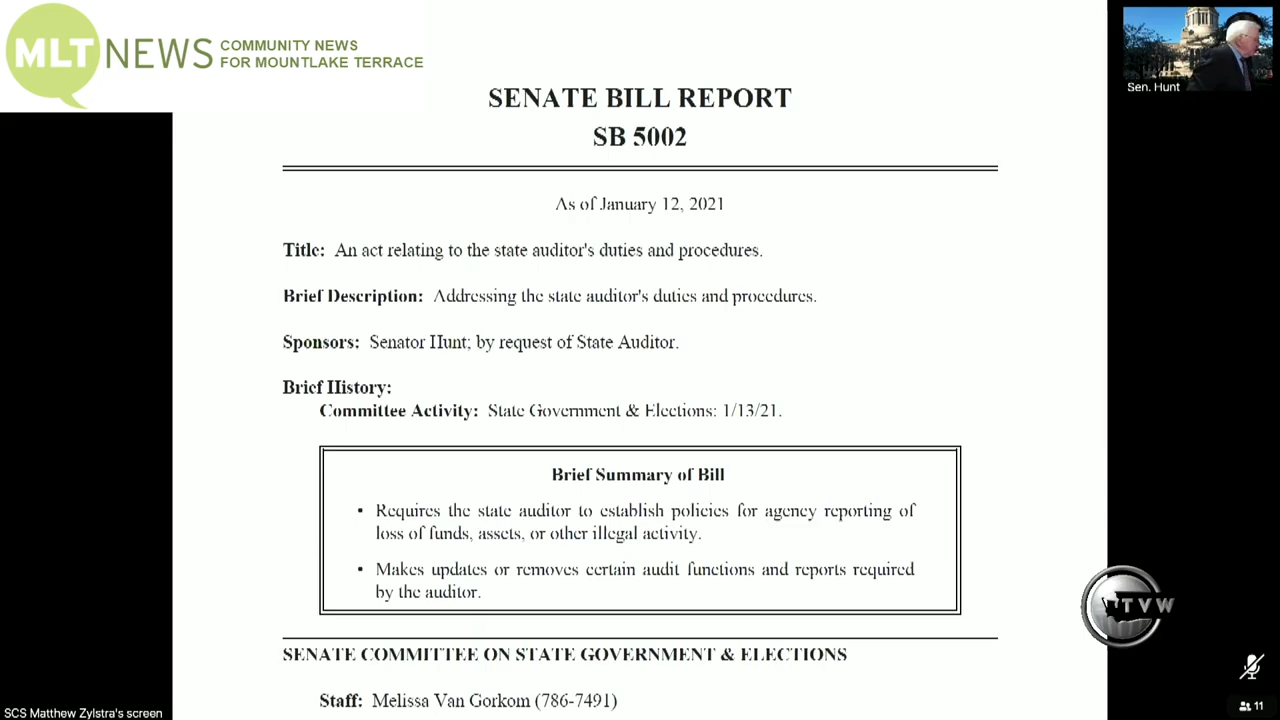 MLT NEWS
COMMUNITY NEWS
FOR MOUNTLAKE TERRACE
SENATE BILL REPORT
SB 5002
As of January 12, 2021
Title: An act relating to the state auditor's duties and procedures.
Brief Description: Addressing the state auditor's duties and procedures.
Sponsors: Senator Hunt; by request of State Auditor.
Brief History:
Committee Activity: State Government & Elections: 1/13/21.
Brief Summary of Bill
• Requires the state auditor to establish policies for agency reporting of
loss of funds, assets, or other illegal activity.
• Makes updates or removes certain audit functions and reports required
by the auditor.
SENATE COMMITTEE ON STATE GOVERNMENT & ELECTIONS
Staff: Melissa Van Gorkom (786-7491)
Sen. Hunt
TVW
11
SCS Matthew Zylstra's screen